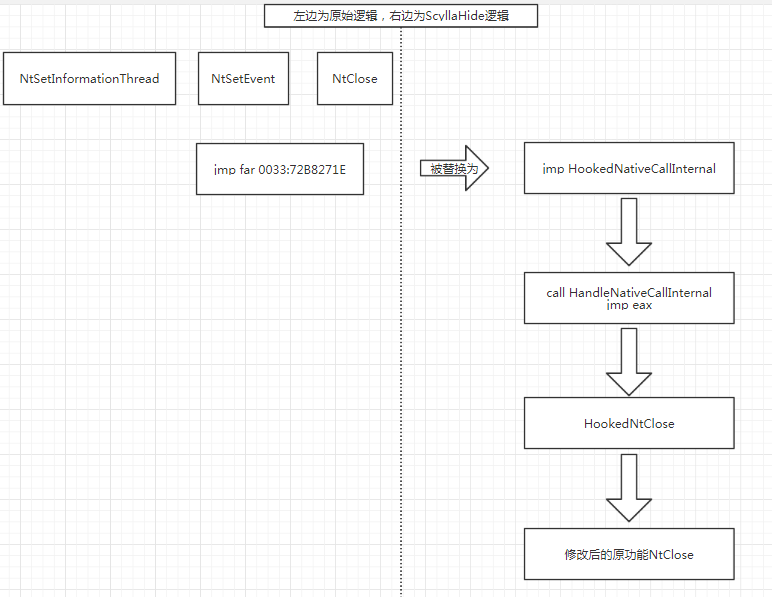 左边为原始逻辑，右边为ScyllaHide逻辑
NtSetInformationThread
NtSetEvent
NtClose
jmp far 0033:72B8271E
被替换为
jmp HookedNativeCallInternal
call HandleNativeCallInternal
jmp eax
HookedNtClose
修改后的原功能NtClose